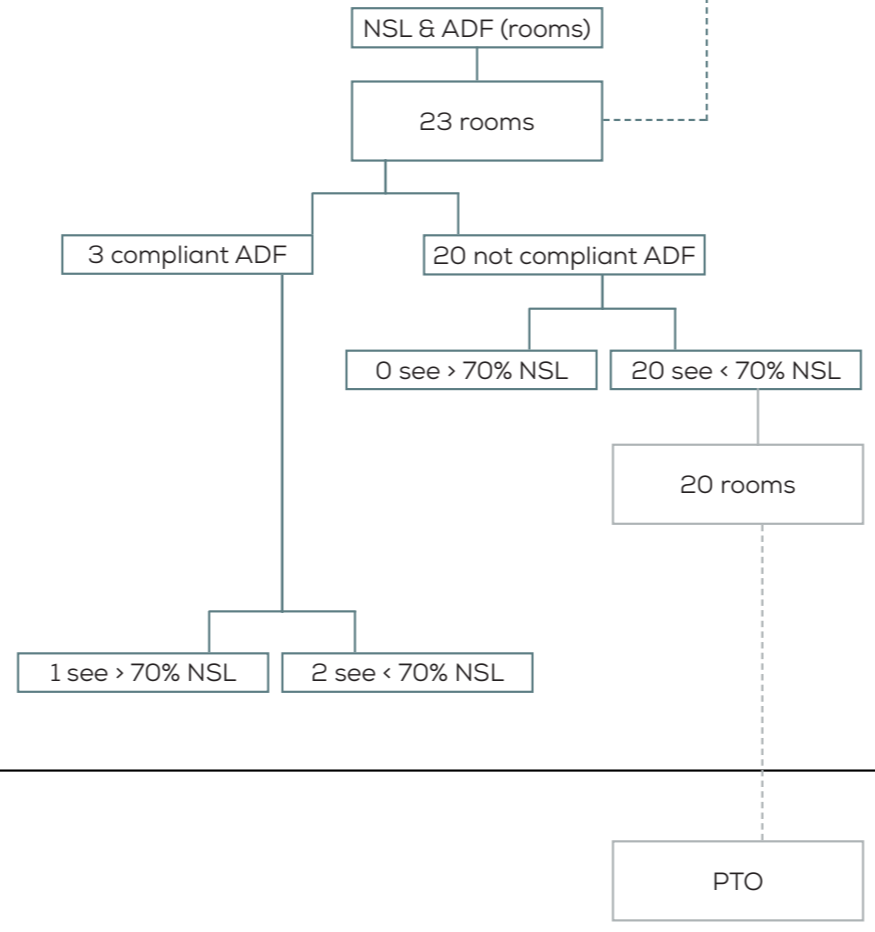 NSL & ADF (rooms)
23 rooms
3 compliant ADF
20 not compliant ADF
0 see > 70% NSL
20 see < 70% NSL
20 rooms
1 see > 70% NSL
2 see < 70% NSL
PTO